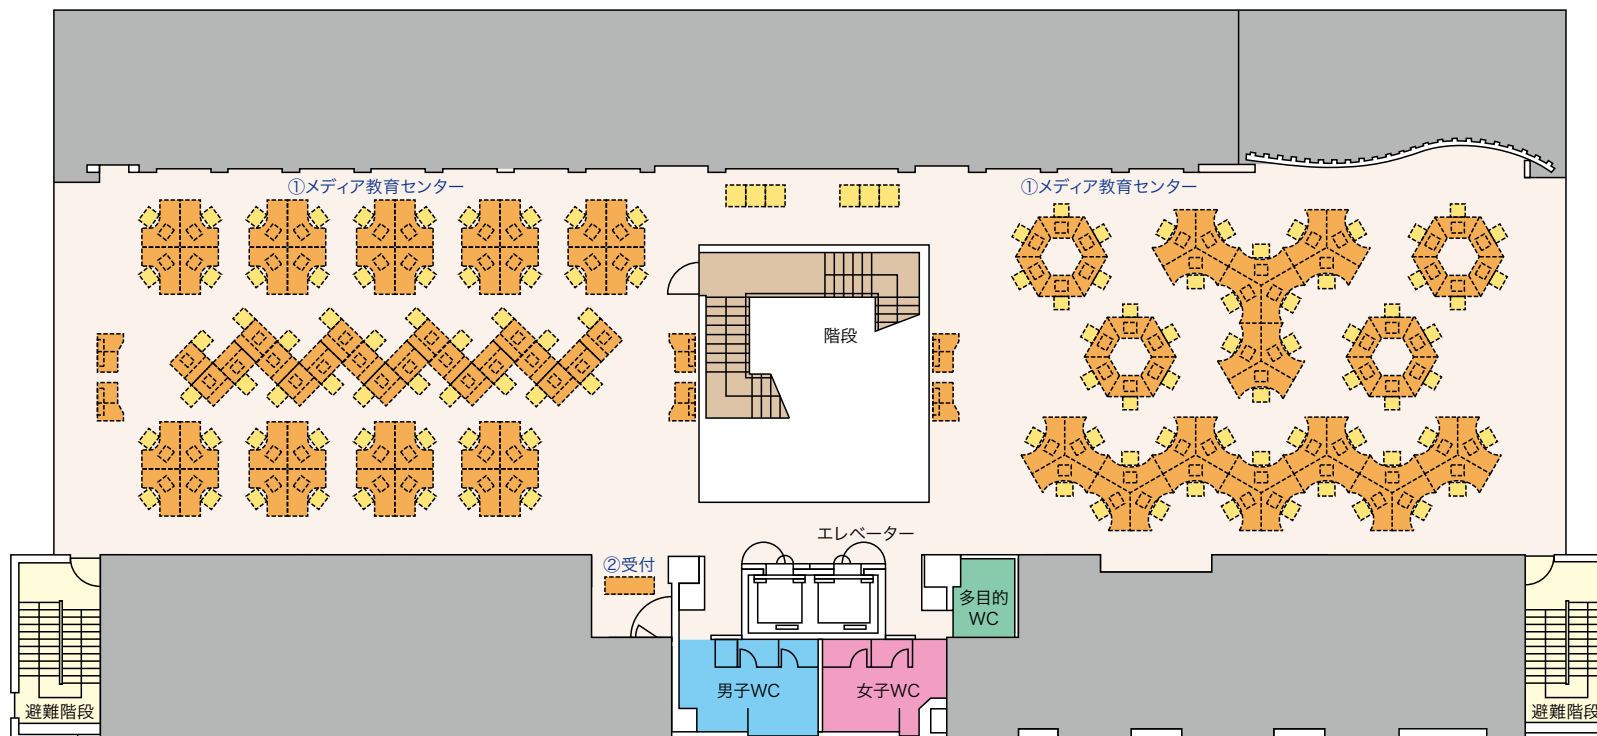 ①メディア教育センター
①メディア教育センター
階段
エレベーター
②受付
多目的
WC
男子WC
女子WC
避難階段
避難階段